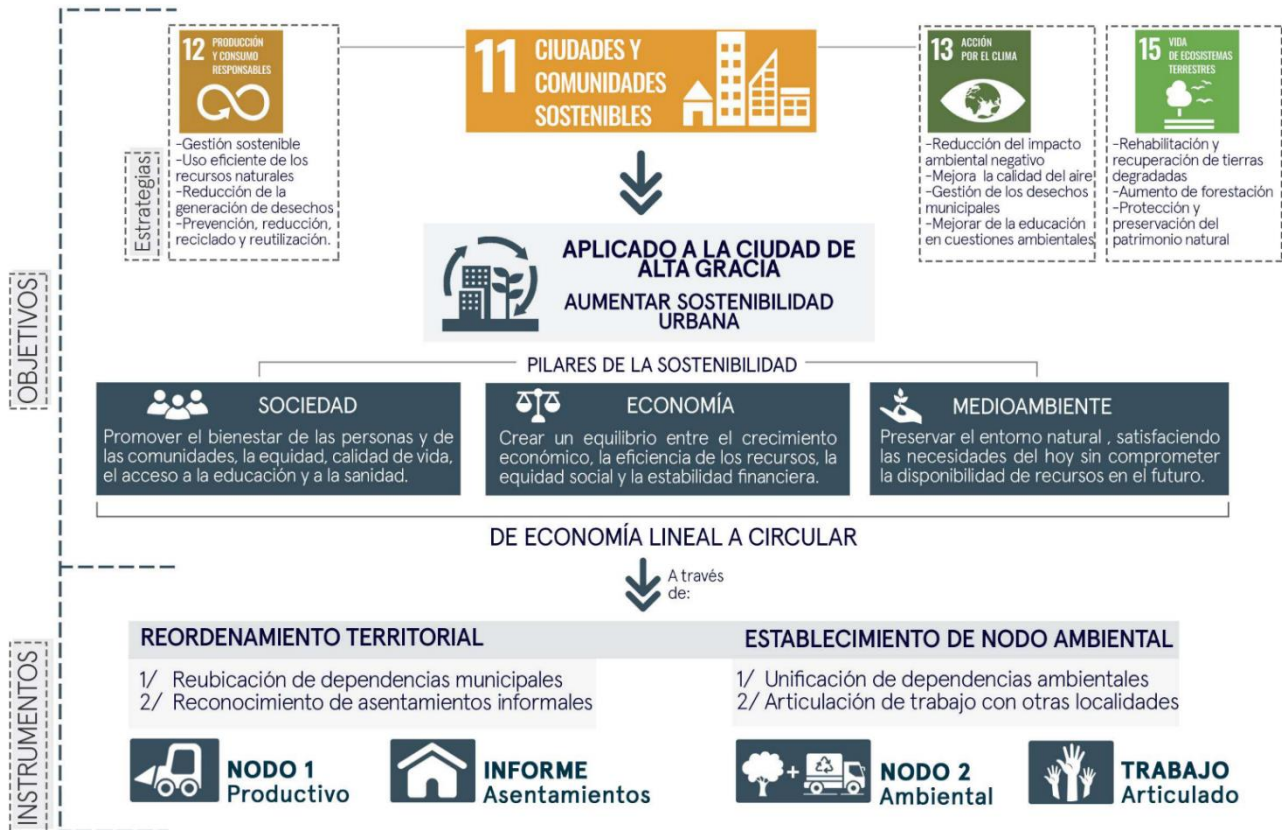 12 PRODUCCIÓN
Y CONSUMO
RESPONSABLES
-Gestión sostenible
-Uso eficiente de los
recursos naturales
-Reducción de la
generación de desechos
-Prevención, reducción,
reciclado y reutilización.
Estrategias
11 CIUDADES Y
COMUNIDADES
SOSTENIBLES
13 ACCIÓN
POR EL CLIMA
-Reducción del impacto
ambiental negativo
-Mejora la calidad del aire
-Gestión de los desechos
municipales
-Mejorar de la educación
en cuestiones ambientales
15 VIDA
DE ECOSISTEMAS
TERRESTRES
-Rehabilitación y
recuperación de tierras
degradadas
-Aumento de forestación
-Protección y
preservación del
patrimonio natural
OBJETIVOS
APLICADO A LA CIUDAD DE
ALTA GRACIA
AUMENTAR SOSTENIBILIDAD
URBANA
PILARES DE LA SOSTENIBILIDAD
SOCIEDAD
Promover el bienestar de las personas y de
las comunidades, la equidad, calidad de vida,
el acceso a la educación y a la sanidad.
ECONOMÍA
Crear un equilibrio entre el crecimiento
económico, la eficiencia de los recursos, la
equidad social y la estabilidad financiera.
MEDIOAMBIENTE
Preservar el entorno natural , satisfaciendo
las necesidades del hoy sin comprometer
la disponibilidad de recursos en el futuro.
DE ECONOMÍA LINEAL A CIRCULAR
A través
de:
INSTRUMENTOS
REORDENAMIENTO TERRITORIAL
1/ Reubicación de dependencias municipales
2/ Reconocimiento de asentamientos informales
ESTABLECIMIENTO DE NODO AMBIENTAL
1/ Unificación de dependencias ambientales
2/ Articulación de trabajo con otras localidades
NODO 1
Productivo
INFORME
Asentamientos
NODO 2
Ambiental
TRABAJO
Articulado